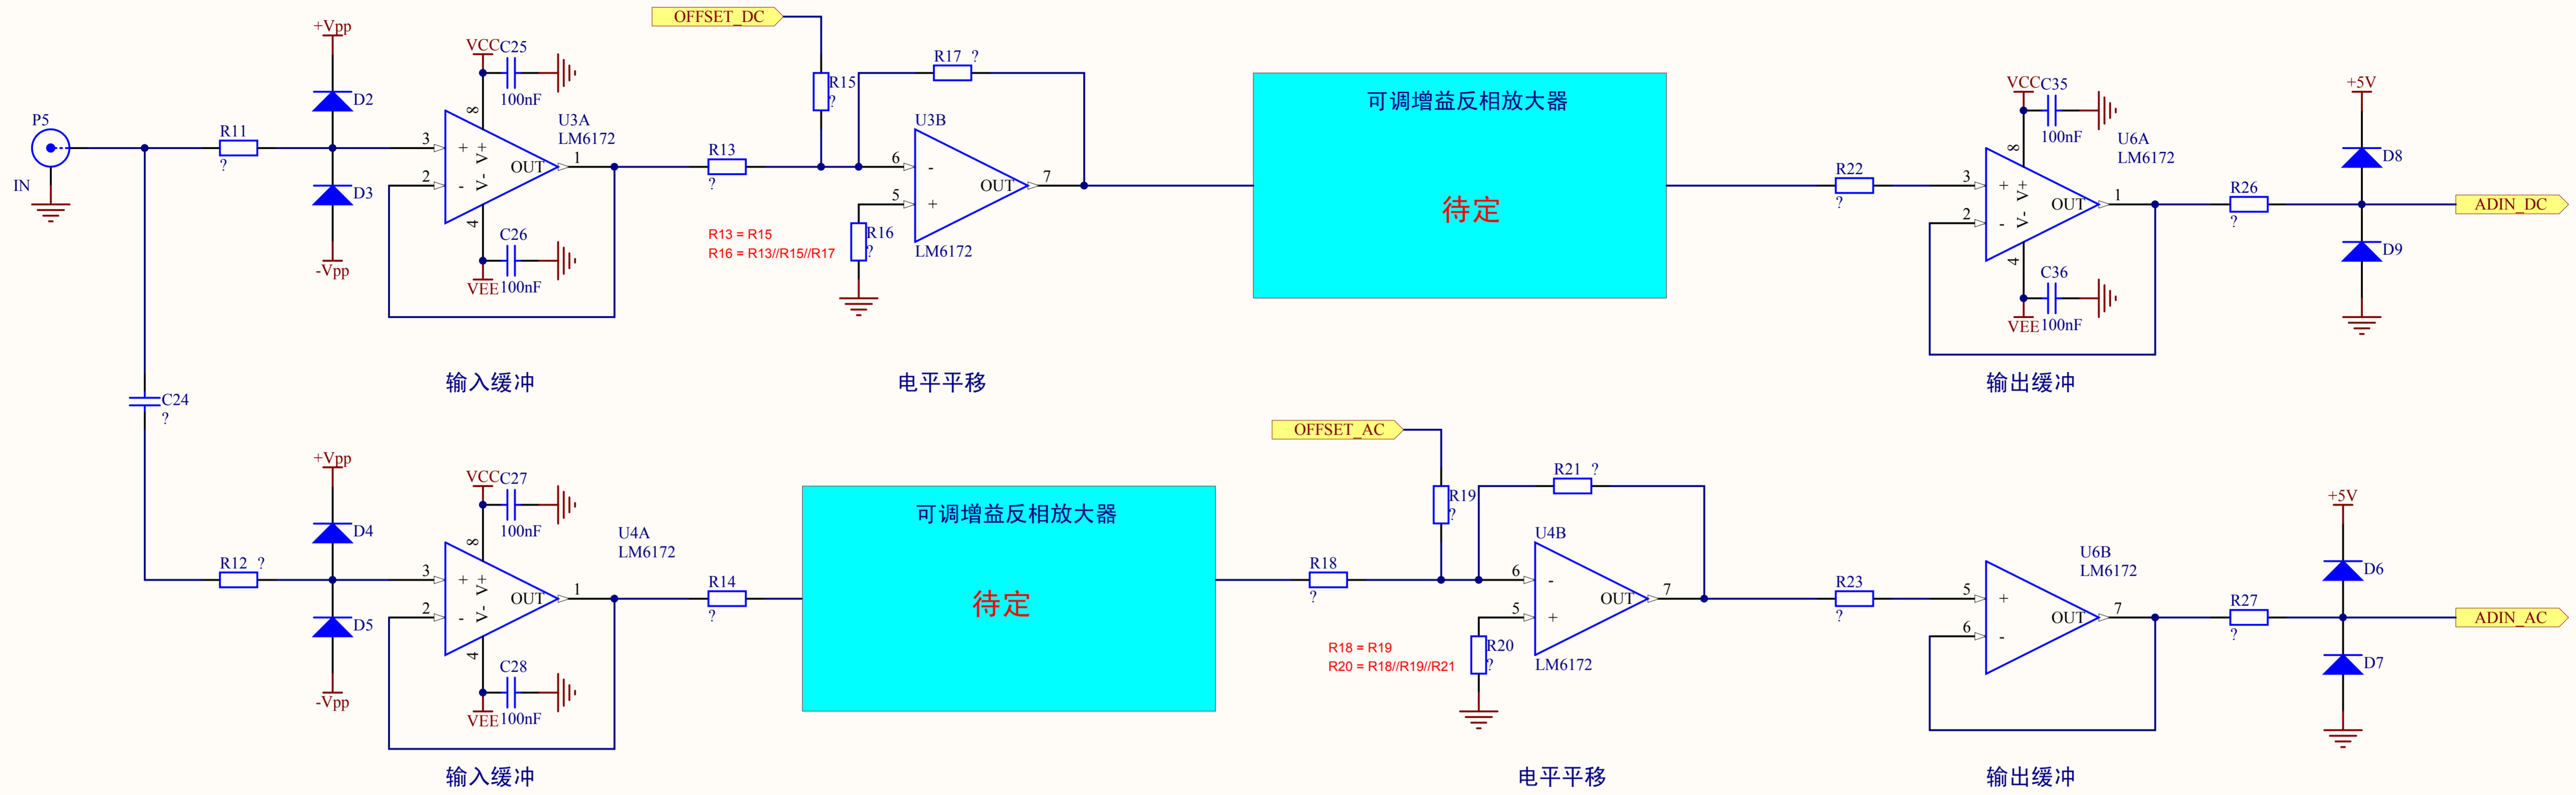 P5
IN
R11
?
+Vpp
D2
D3
-Vpp
VCC
C25
100nF
8
3
+
V+
2
-
V-
OUT
1
4
U3A
LM6172
C26
VEE
100nF
输入缓冲
R13
?
OFFSET_DC
R15
?
R17 ?
U3B
6
-
5
+
OUT
7
LM6172
R16
?
R13 = R15
R16 = R13//R15//R17
电平平移
可调增益反相放大器
待定
R22
?
VCC
C35
100nF
8
3
+
V+
2
-
V-
OUT
1
4
U6A
LM6172
C36
VEE
100nF
输出缓冲
R26
?
+5V
D8
D9
ADIN_DC
C24
?
R12 ?
+Vpp
D4
D5
-Vpp
VCC
C27
100nF
8
3
+
V+
2
-
V-
OUT
1
4
U4A
LM6172
C28
VEE
100nF
输入缓冲
R14
?
可调增益反相放大器
待定
R18
?
OFFSET_AC
R19
?
R21 ?
U4B
6
-
5
+
OUT
7
LM6172
R20
?
R18 = R19
R20 = R18//R19//R21
电平平移
R23
?
U6B
LM6172
5
+
6
-
OUT
7
输出缓冲
R27
?
+5V
D6
D7
ADIN_AC